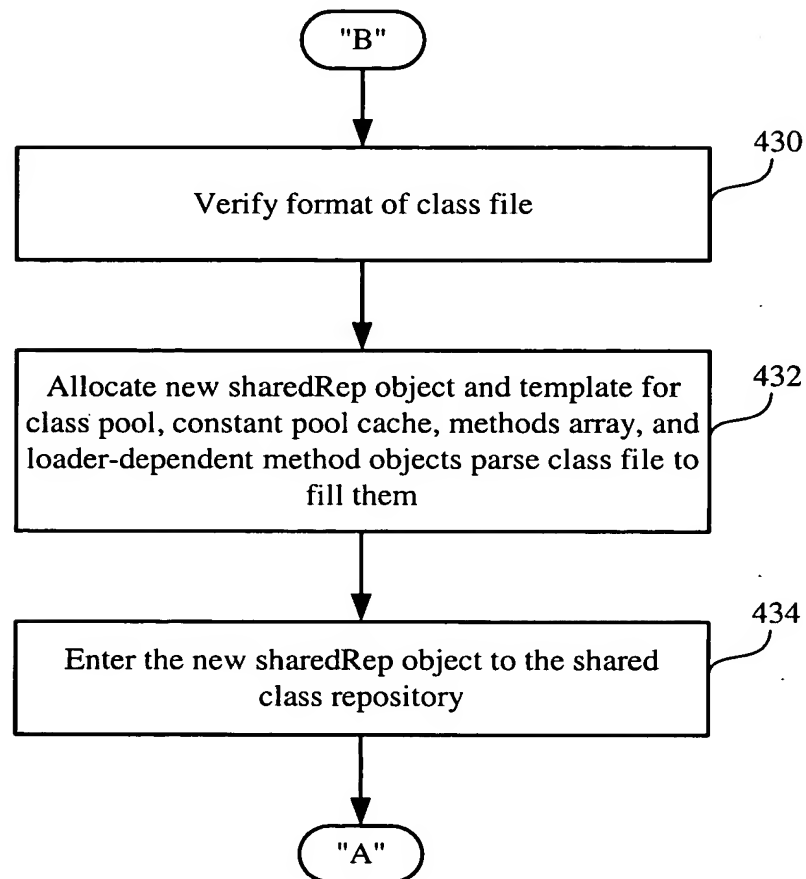 "B"
430
Verify format of class file
432
Allocate new sharedRep object and template for
class pool, constant pool cache, methods array, and
loader-dependent method objects parse class file to
fill them
434
Enter the new sharedRep object to the shared
class repository
"A"